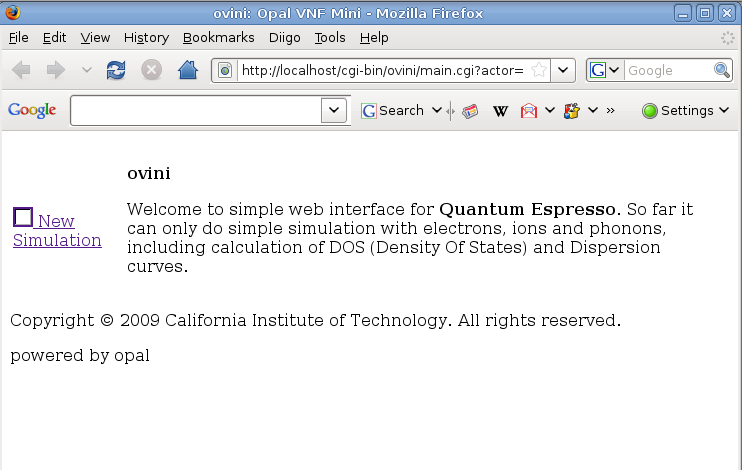 ovini: Opal VNF Mini - Mozilla Firefox
File Edit View History Bookmarks Diigo Tools Help
http://localhost/cgi-bin/ovini/main.cgi?actor=
G Google
Google G Search W » Settings
ovini
New
Simulation
Welcome to simple web interface for Quantum Espresso. So far it
can only do simple simulation with electrons, ions and phonons,
including calculation of DOS (Density Of States) and Dispersion
curves.
Copyright © 2009 California Institute of Technology. All rights reserved.
powered by opal